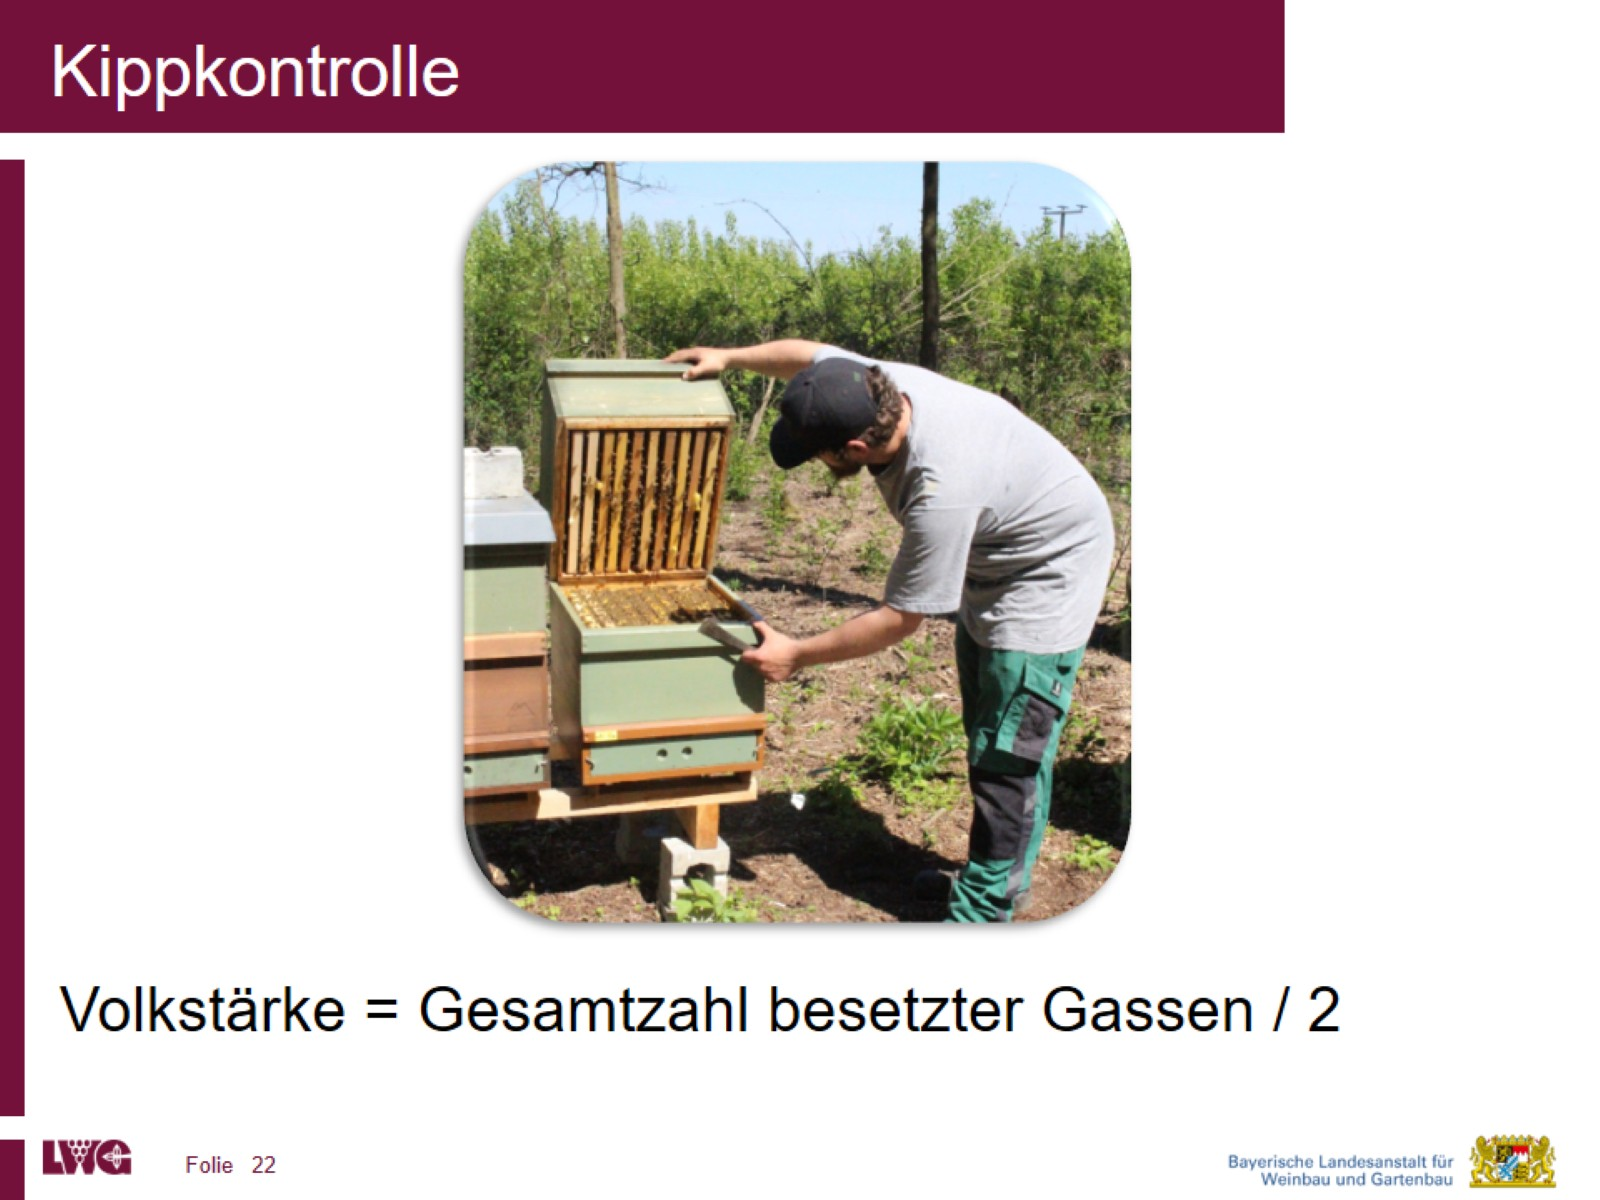 Kippkontrolle
Volkstärke = Gesamtzahl besetzter Gassen / 2
LWG
Folie 22
Bayerische Landesanstalt für
Weinbau und Gartenbau